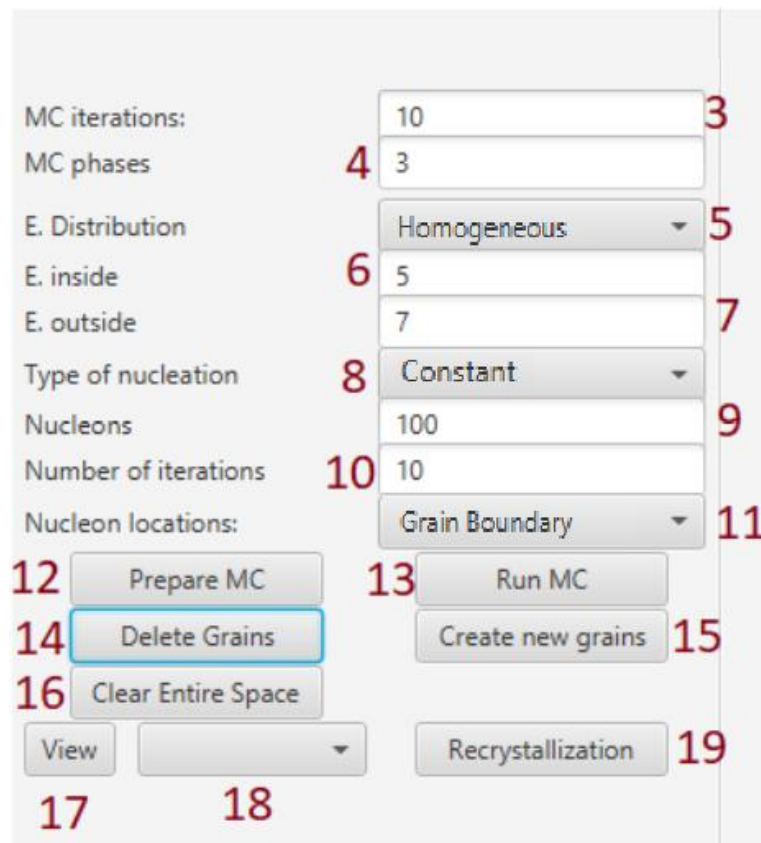 MC iterations: 10 3
MC phases 4 3
E. Distribution Homogeneous 5
E. inside 6 5
E. outside 7 7
Type of nucleation 8 Constant
Nucleons 100 9
Number of iterations 10 10
Nucleon locations: Grain Boundary 11
12 Prepare MC 13 Run MC
14 Delete Grains Create new grains 15
16 Clear Entire Space
View Recrystallization 19
17 18